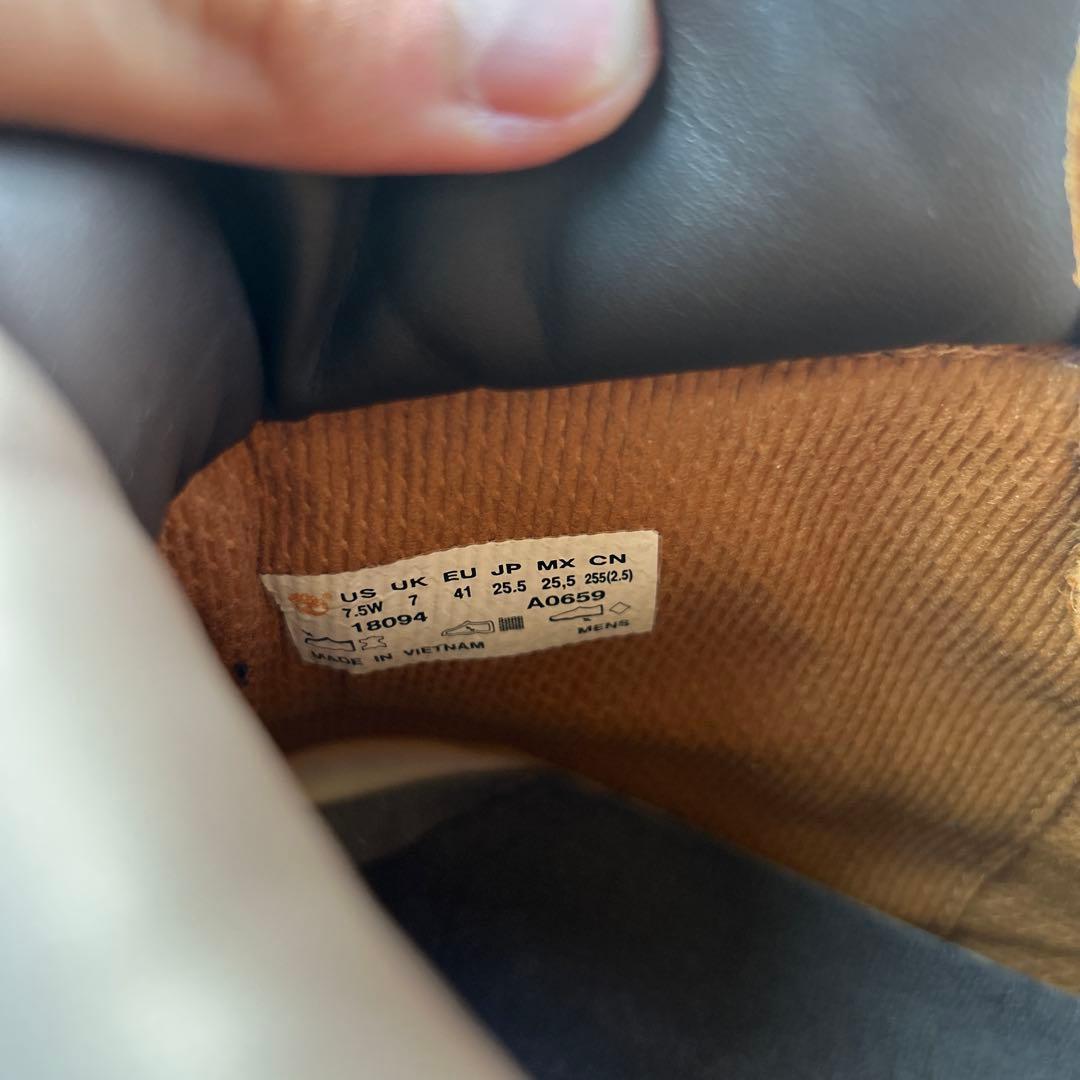 US UK EU JP MX CN
7.5W 7 41 25.5 25,5 255(2.5)
18094 A0659
MENS
MADE IN VIETNAM